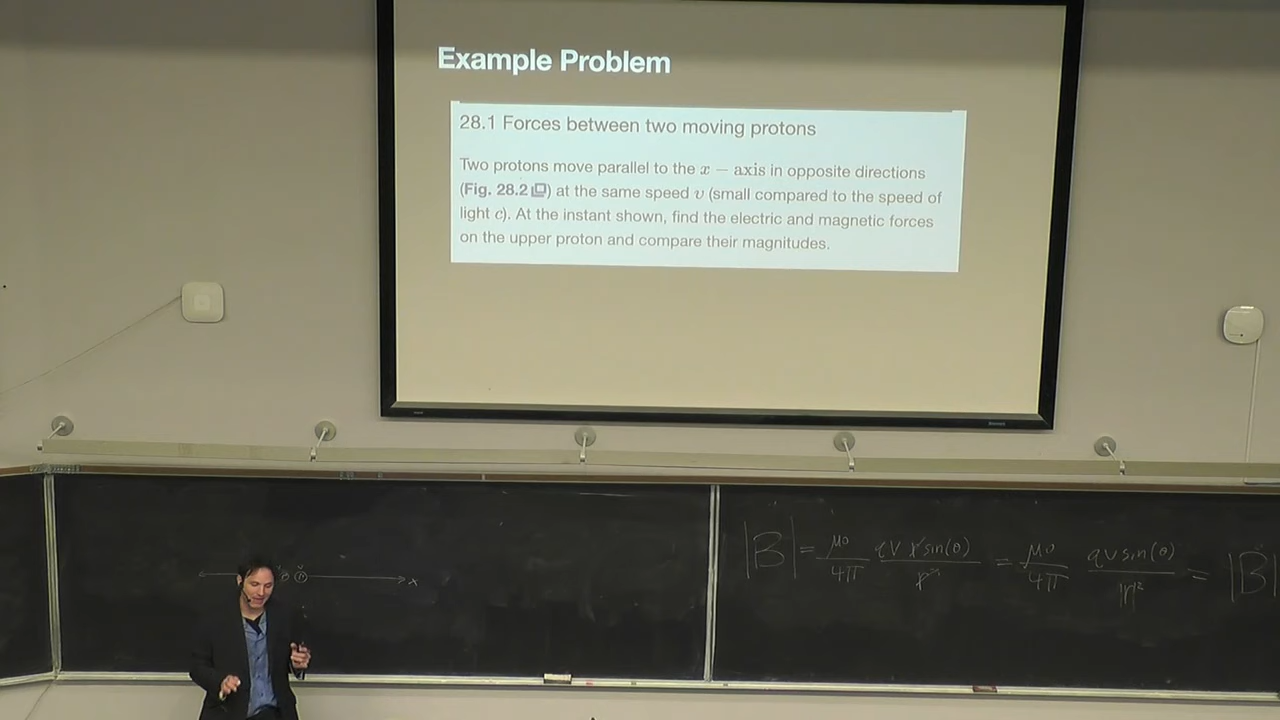 Example Problem
28.1 Forces between two moving protons
Two protons move parallel to the x – axis in opposite directions
(Fig. 28.2) at the same speed υ (small compared to the speed of
light c). At the instant shown, find the electric and magnetic forces
on the upper proton and compare their magnitudes.
|B| = μ0/4π qv r sin(θ)/r³ = μ0/4π qv sin(θ)/|r|² = |B|
x